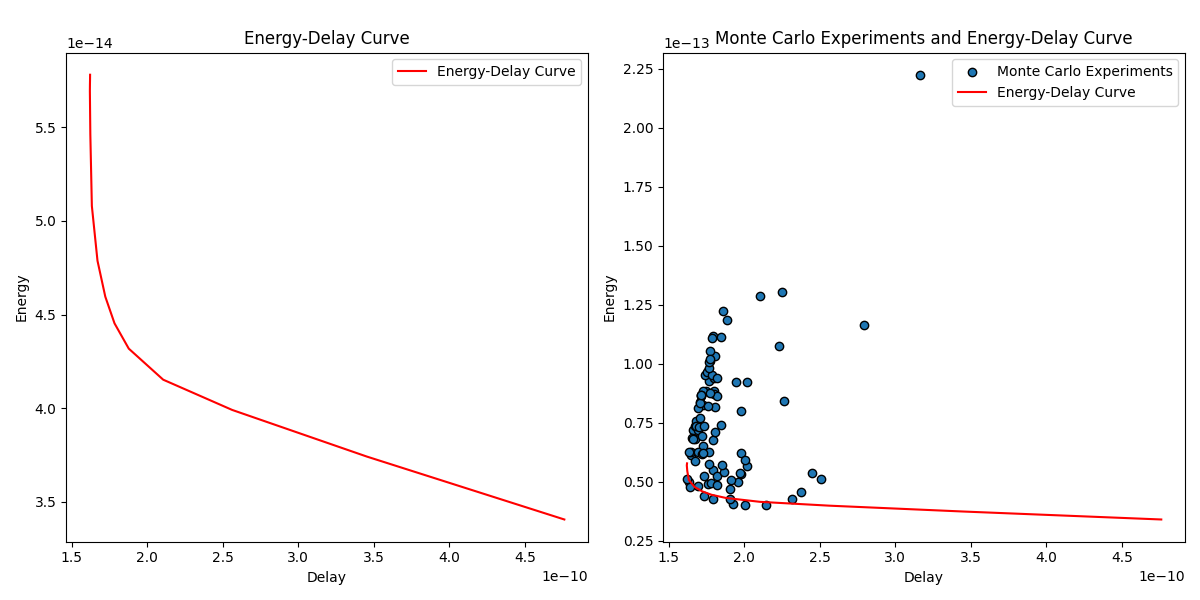 Energy-Delay Curve
1e−14
Energy-Delay Curve
5.5
5.0
4.5
4.0
3.5
Energy
1.5
2.0
2.5
3.0
3.5
4.0
4.5
Delay
1e−10
Monte Carlo Experiments and Energy-Delay Curve
1e−13
Monte Carlo Experiments
Energy-Delay Curve
2.25
2.00
1.75
1.50
1.25
1.00
0.75
0.50
0.25
Energy
1.5
2.0
2.5
3.0
3.5
4.0
4.5
Delay
1e−10